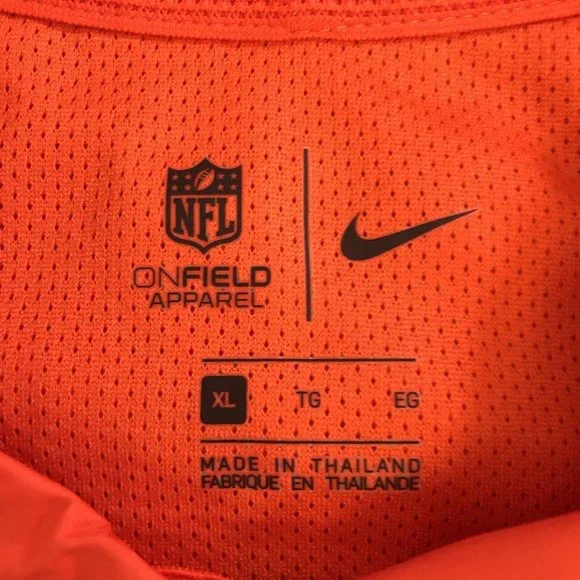 NFL
ONFIELD
APPAREL
XL TG EG
MADE IN THAILAND
FABRIQUE EN THAILANDE